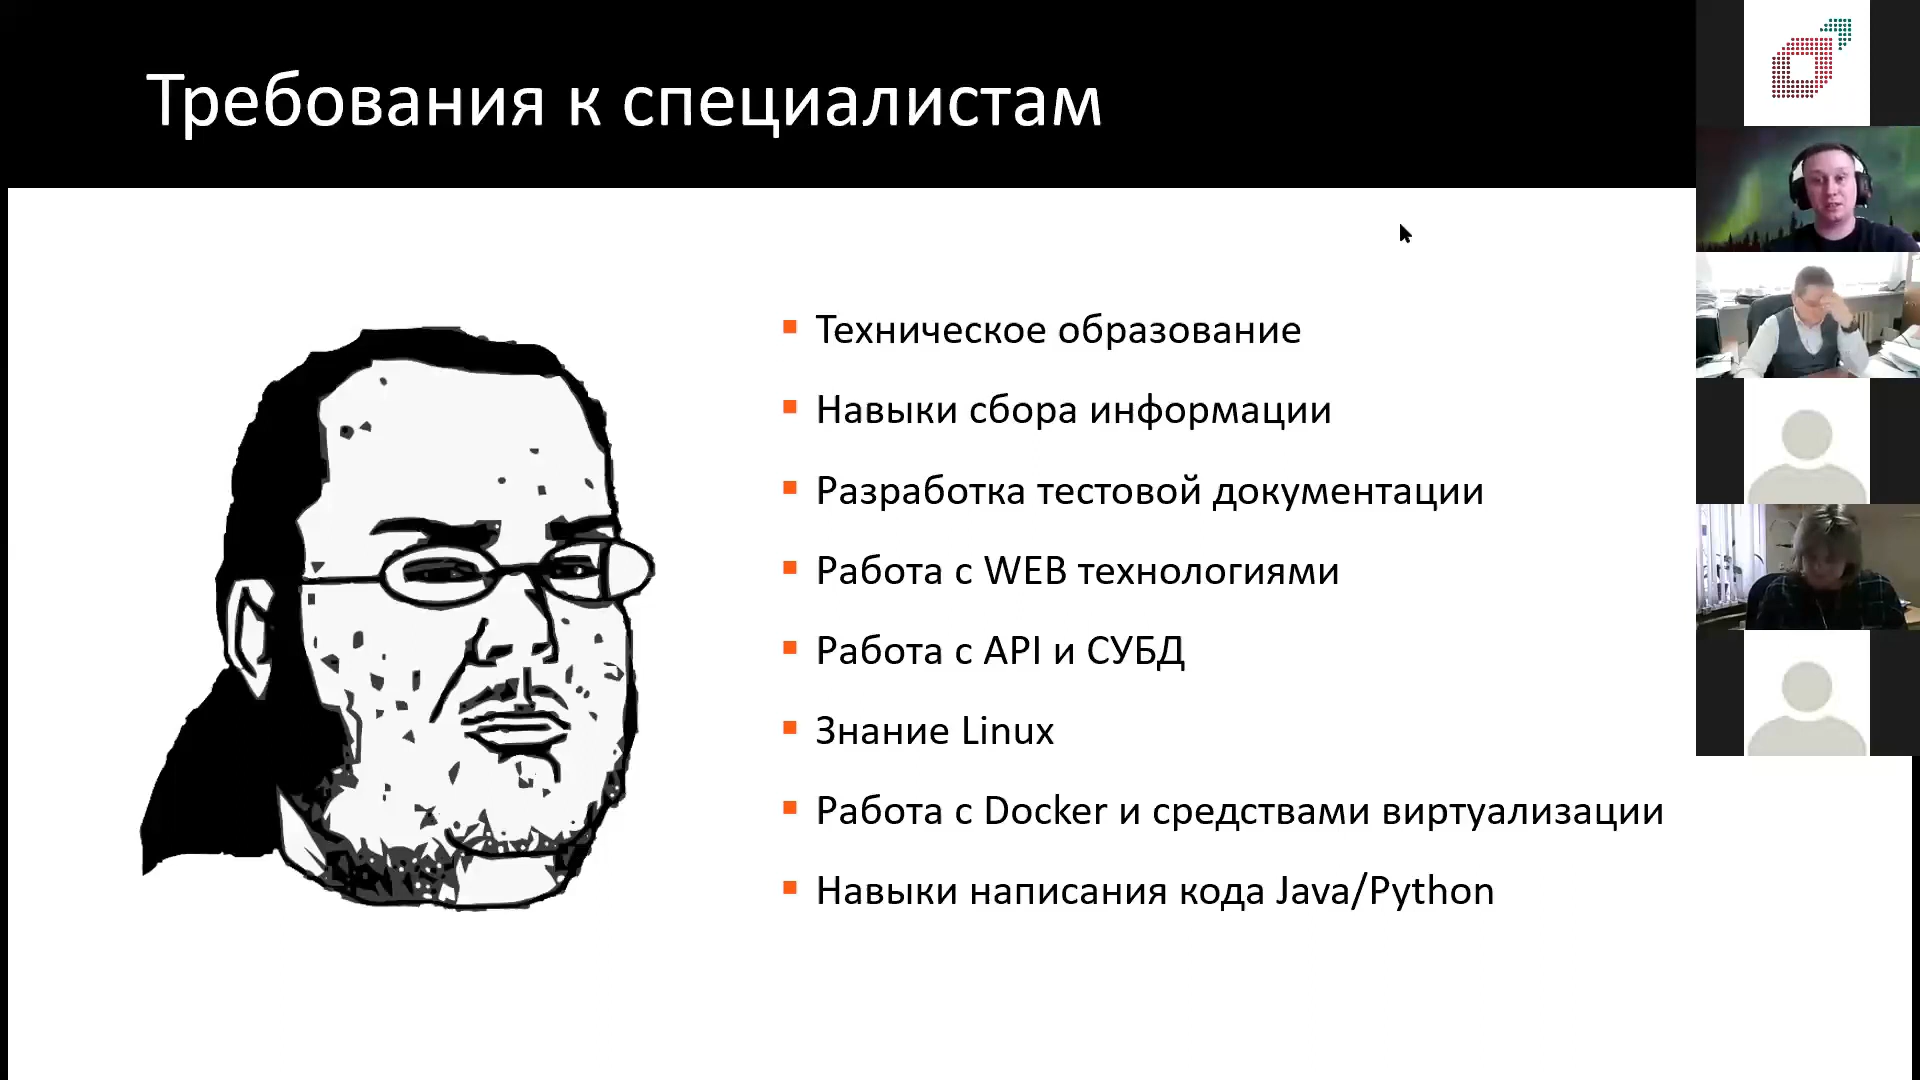 Требования к специалистам
Техническое образование
Навыки сбора информации
Разработка тестовой документации
Работа с WEB технологиями
Работа с API и СУБД
Знание Linux
Работа с Docker и средствами виртуализации
Навыки написания кода Java/Python